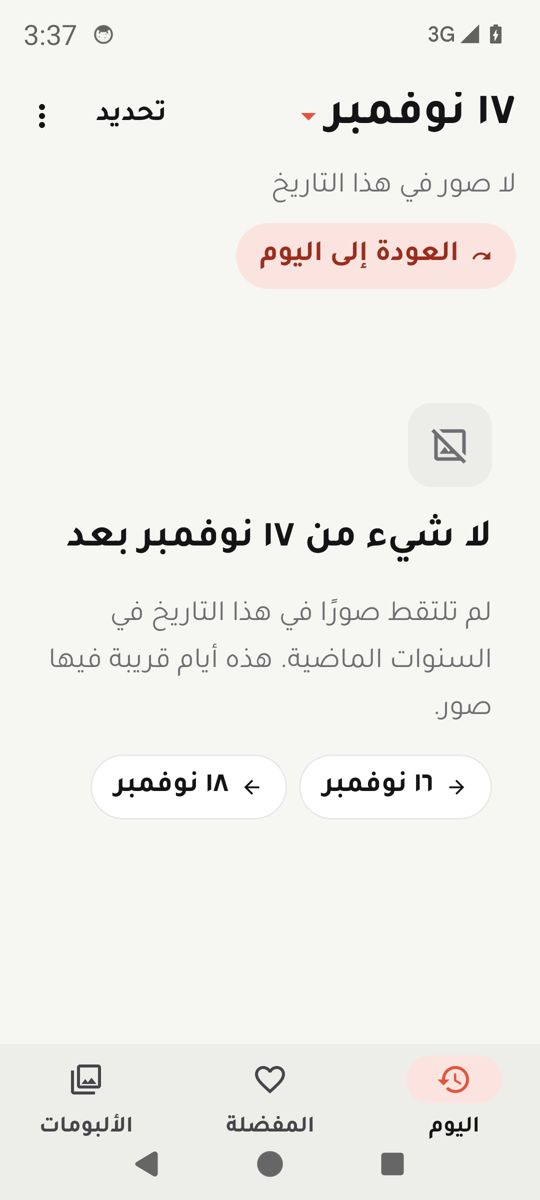 3:37
3G
١٧ نوفمبر
تحديد
لا صور في هذا التاريخ
العودة إلى اليوم
لا شيء من ١٧ نوفمبر بعد
لم تلتقط صورًا في هذا التاريخ في
السنوات الماضية. هذه أيام قريبة فيها
صور.
١٦ نوفمبر
١٨ نوفمبر
اليوم
المفضلة
الألبومات